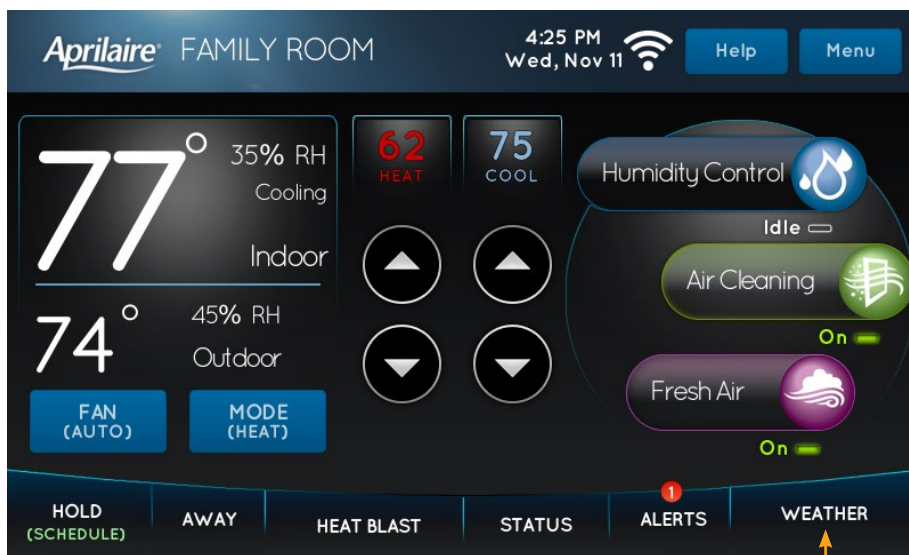 Aprilaire® FAMILY ROOM
4:25 PM
Wed, Nov 11
Help
Menu
77°
35% RH
Cooling
Indoor
74°
45% RH
Outdoor
FAN
(AUTO)
MODE
(HEAT)
62
HEAT
75
COOL
Humidity Control
Idle
Air Cleaning
On
Fresh Air
On
HOLD
(SCHEDULE)
AWAY
HEAT BLAST
STATUS
1
ALERTS
WEATHER